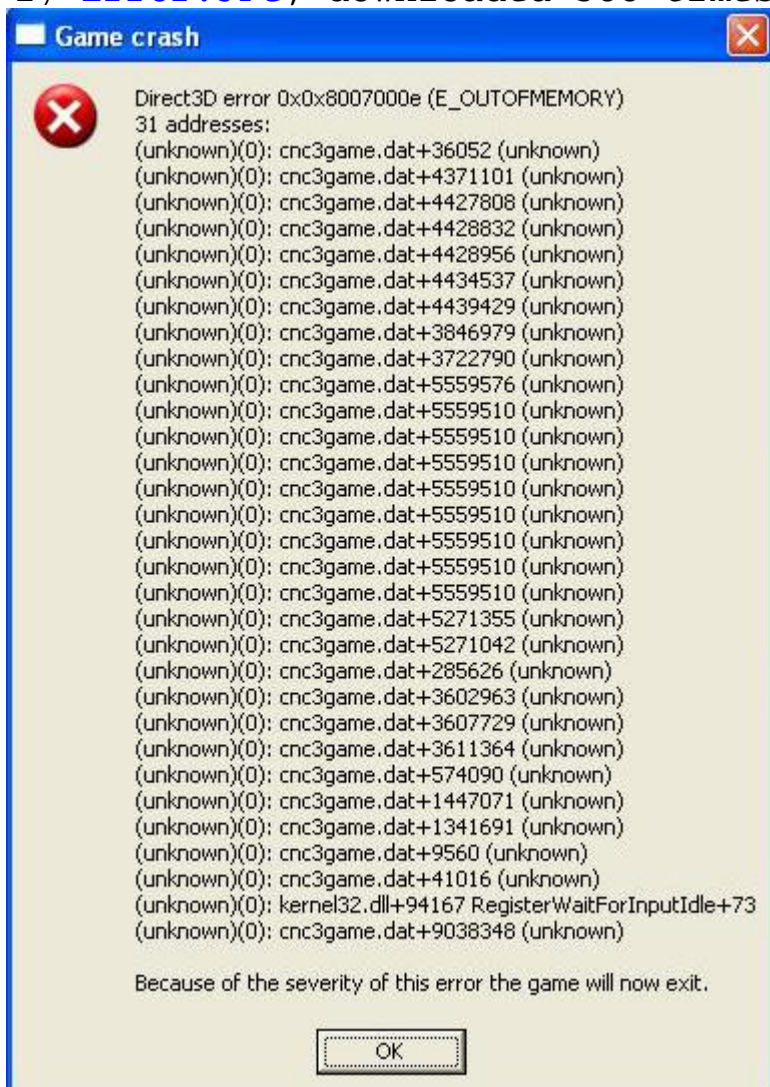 Game crash
Direct3D error 0x0x8007000e (E_OUTOFMEMORY)
31 addresses:
(unknown)(0): cnc3game.dat+36052 (unknown)
(unknown)(0): cnc3game.dat+4371101 (unknown)
(unknown)(0): cnc3game.dat+4427808 (unknown)
(unknown)(0): cnc3game.dat+4428832 (unknown)
(unknown)(0): cnc3game.dat+4428956 (unknown)
(unknown)(0): cnc3game.dat+4434537 (unknown)
(unknown)(0): cnc3game.dat+4439429 (unknown)
(unknown)(0): cnc3game.dat+3846979 (unknown)
(unknown)(0): cnc3game.dat+3722790 (unknown)
(unknown)(0): cnc3game.dat+5559576 (unknown)
(unknown)(0): cnc3game.dat+5559510 (unknown)
(unknown)(0): cnc3game.dat+5559510 (unknown)
(unknown)(0): cnc3game.dat+5559510 (unknown)
(unknown)(0): cnc3game.dat+5559510 (unknown)
(unknown)(0): cnc3game.dat+5559510 (unknown)
(unknown)(0): cnc3game.dat+5559510 (unknown)
(unknown)(0): cnc3game.dat+5559510 (unknown)
(unknown)(0): cnc3game.dat+5559510 (unknown)
(unknown)(0): cnc3game.dat+5271355 (unknown)
(unknown)(0): cnc3game.dat+5271042 (unknown)
(unknown)(0): cnc3game.dat+285626 (unknown)
(unknown)(0): cnc3game.dat+3602963 (unknown)
(unknown)(0): cnc3game.dat+3607729 (unknown)
(unknown)(0): cnc3game.dat+3611364 (unknown)
(unknown)(0): cnc3game.dat+574090 (unknown)
(unknown)(0): cnc3game.dat+1447071 (unknown)
(unknown)(0): cnc3game.dat+1341691 (unknown)
(unknown)(0): cnc3game.dat+9560 (unknown)
(unknown)(0): cnc3game.dat+41016 (unknown)
(unknown)(0): kernel32.dll+94167 RegisterWaitForInputIdle+73
(unknown)(0): cnc3game.dat+9038348 (unknown)
Because of the severity of this error the game will now exit.
OK